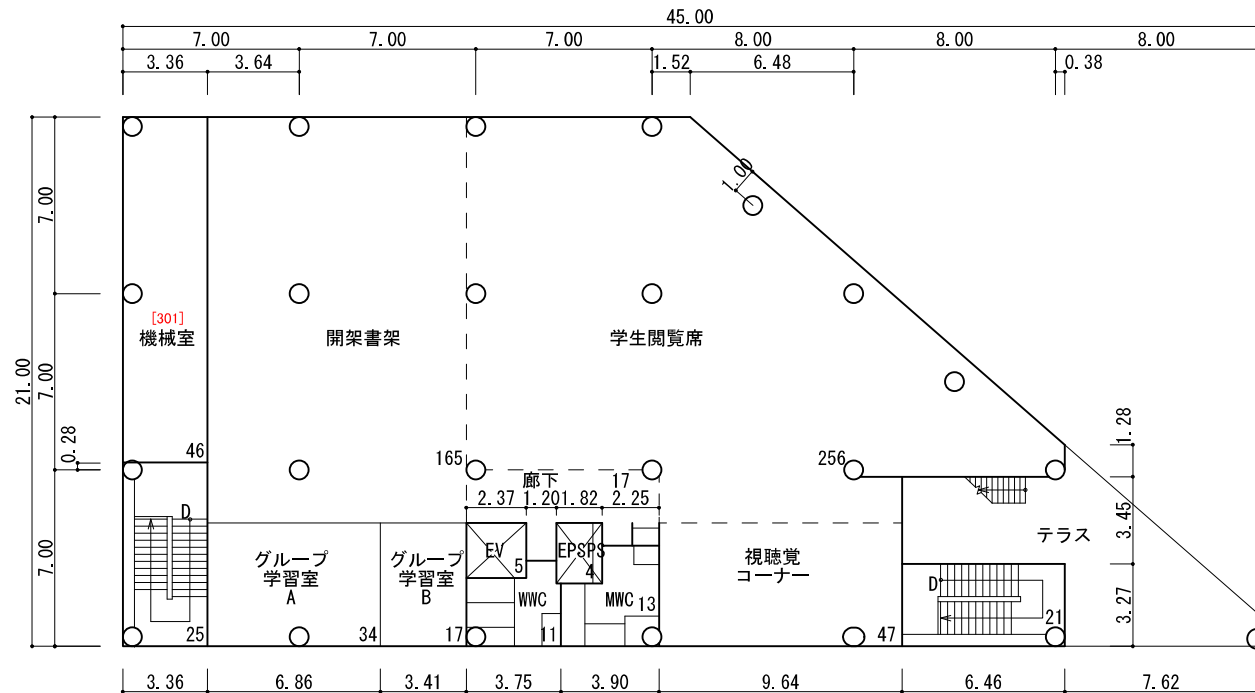 45.00
7.00 7.00 7.00 8.00 8.00 8.00
3.36 3.64 1.52 6.48 0.38
1.00
7.00
21.00
7.00
0.28
7.00
[301]
機械室
開架書架
学生閲覧席
46
165
256
1.28
廊下 17
2.37 1.20 1.82 2.25
3.45
テラス
D
EV
5
EPS PS
4
グループ
学習室
A
グループ
学習室
B
視聴覚
コーナー
D
WWC
MWC
13
3.27
25
34
17
11
47
21
3.36 6.86 3.41 3.75 3.90 9.64 6.46 7.62